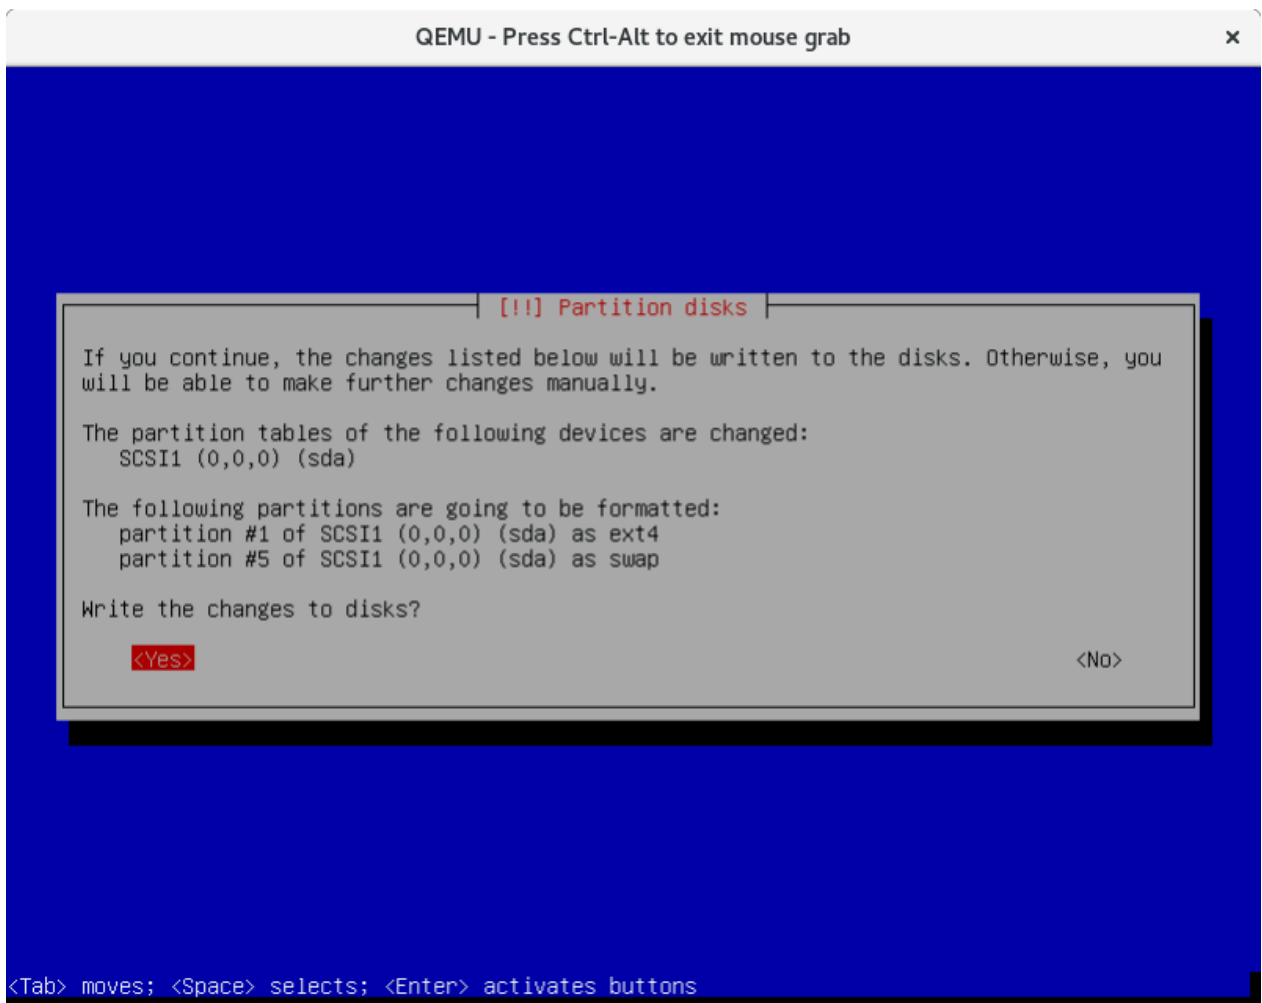 QEMU - Press Ctrl-Alt to exit mouse grab ×
[!!] Partition disks
If you continue, the changes listed below will be written to the disks. Otherwise, you
will be able to make further changes manually.
The partition tables of the following devices are changed:
SCSI1 (0,0,0) (sda)
The following partitions are going to be formatted:
partition #1 of SCSI1 (0,0,0) (sda) as ext4
partition #5 of SCSI1 (0,0,0) (sda) as swap
Write the changes to disks?
<Yes> <No>
<Tab> moves; <Space> selects; <Enter> activates buttons